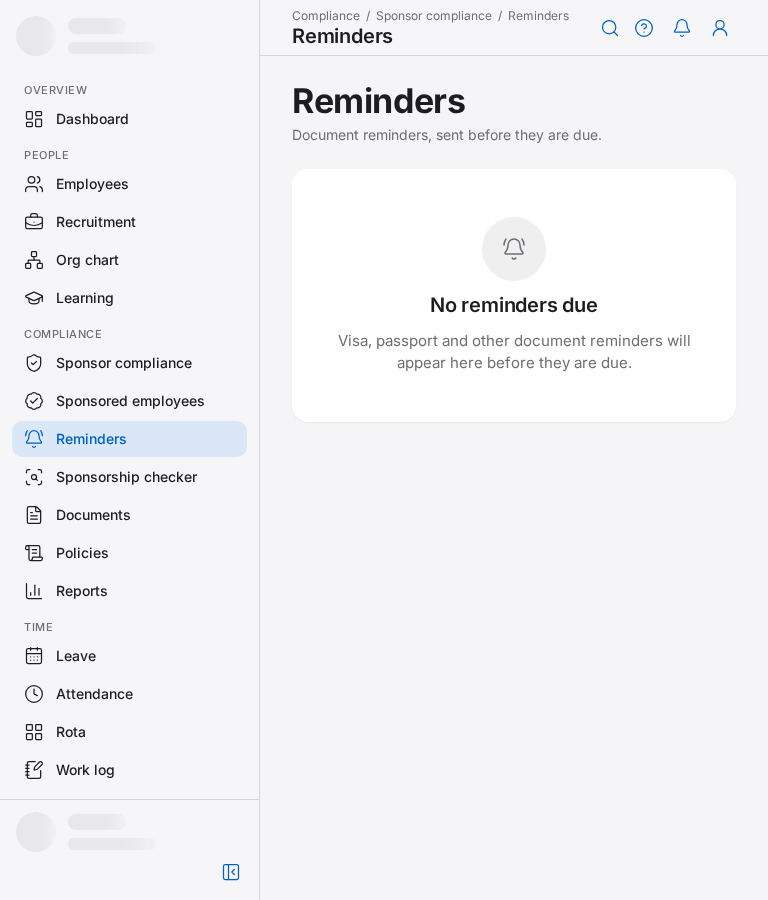 OVERVIEW
Dashboard
PEOPLE
Employees
Recruitment
Org chart
Learning
COMPLIANCE
Sponsor compliance
Sponsored employees
Reminders
Sponsorship checker
Documents
Policies
Reports
TIME
Leave
Attendance
Rota
Work log
Compliance / Sponsor compliance / Reminders
Reminders
Reminders
Document reminders, sent before they are due.
No reminders due
Visa, passport and other document reminders will
appear here before they are due.